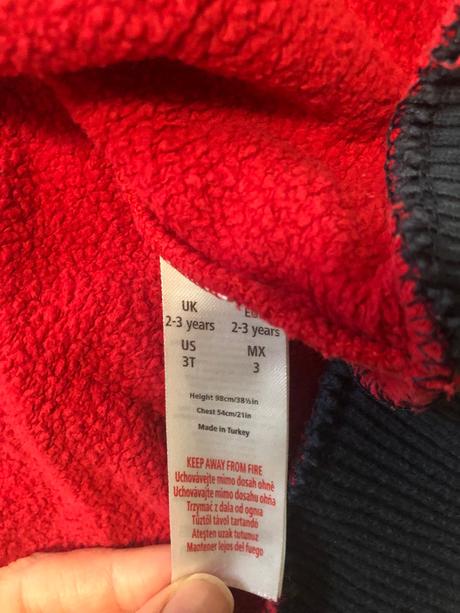 UK EU
2-3 years 2-3 years
US MX
3T 3
Height 98cm/38½in
Chest 54cm/21in
Made in Turkey
KEEP AWAY FROM FIRE
Uchovávejte mimo dosah ohně
Uchovávajte mimo dosahu ohňa
Trzymać z dala od ognia
Tűztől távol tartandó
Ateşten uzak tutunuz
Mantener lejos del fuego